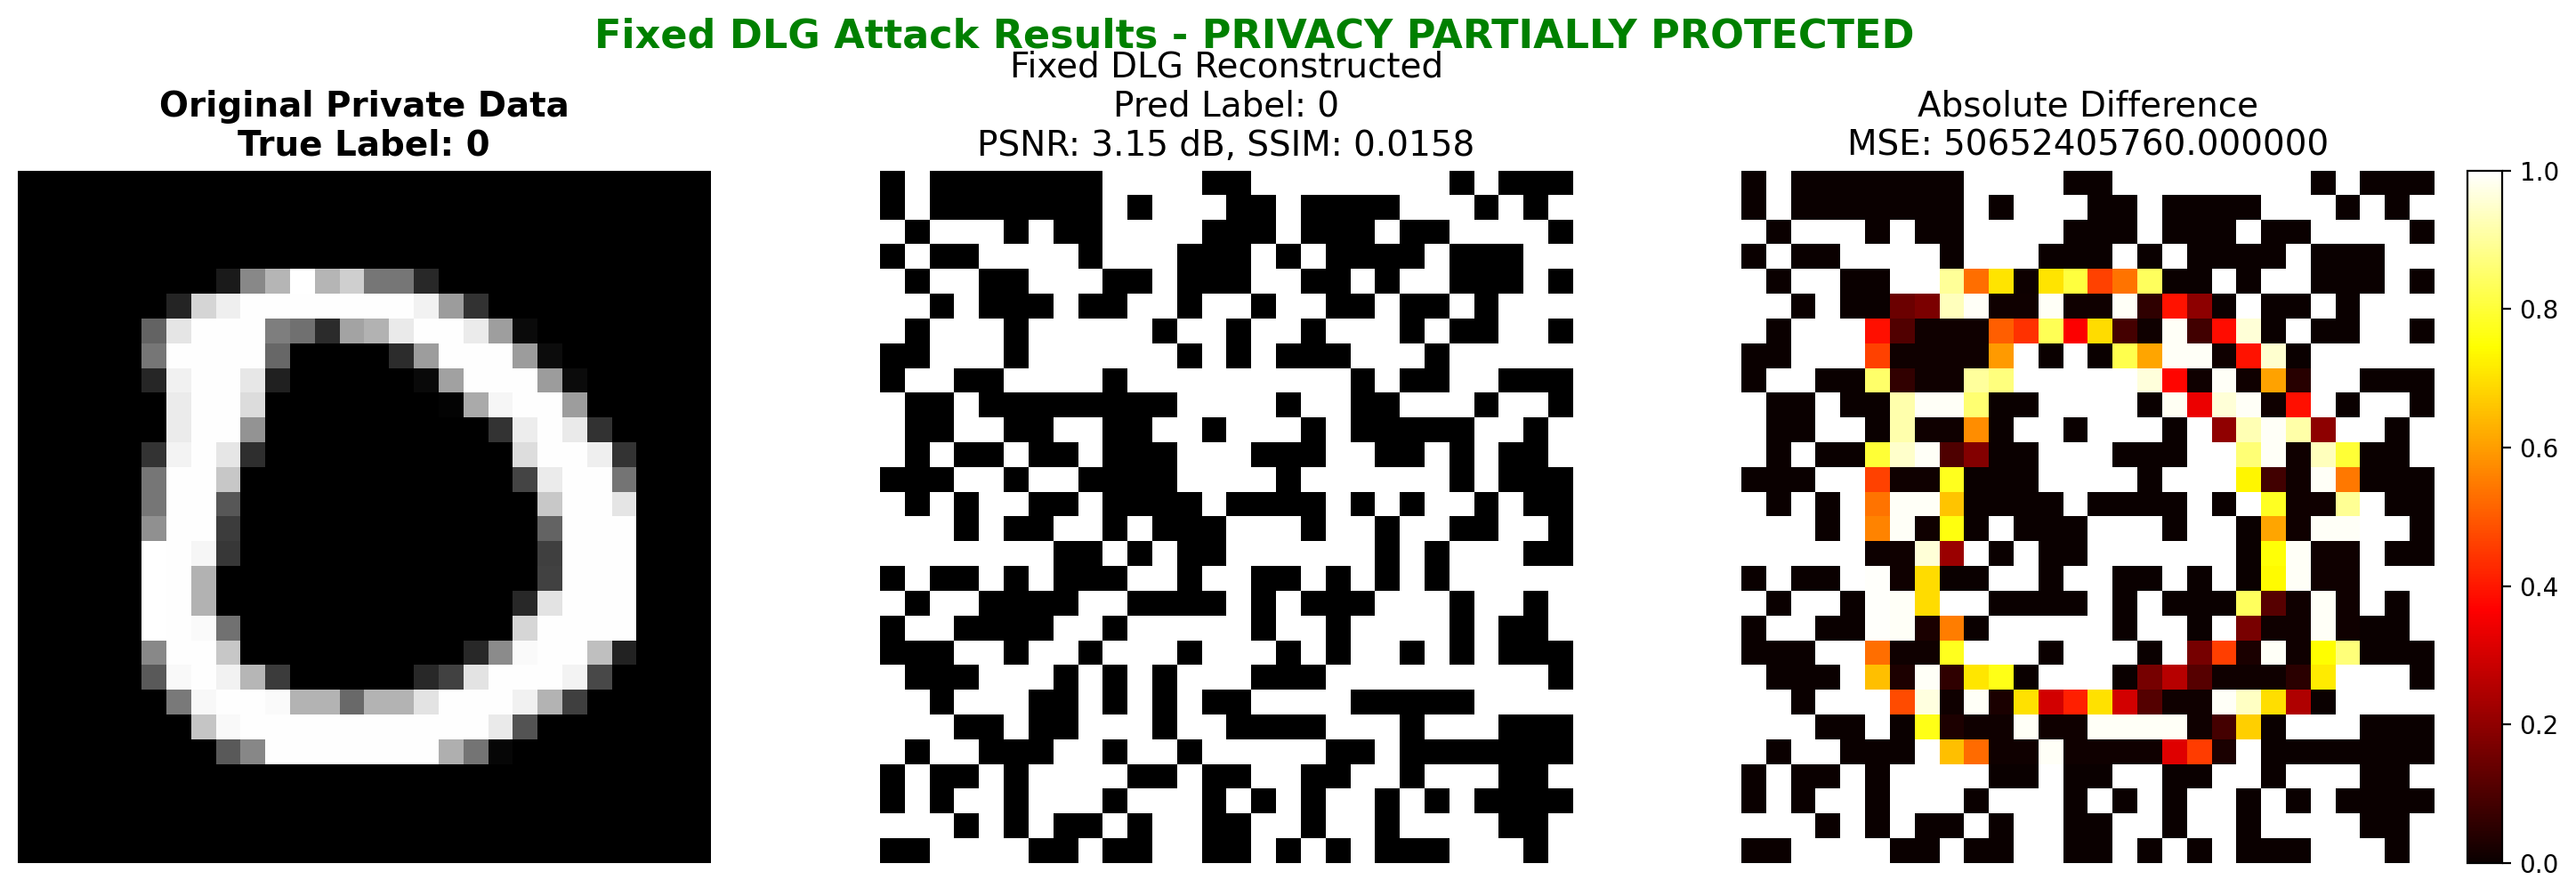 Fixed DLG Attack Results - PRIVACY PARTIALLY PROTECTED
Original Private Data
True Label: 0
Fixed DLG Reconstructed
Pred Label: 0
PSNR: 3.15 dB, SSIM: 0.0158
Absolute Difference
MSE: 50652405760.000000
1.0
0.8
0.6
0.4
0.2
0.0